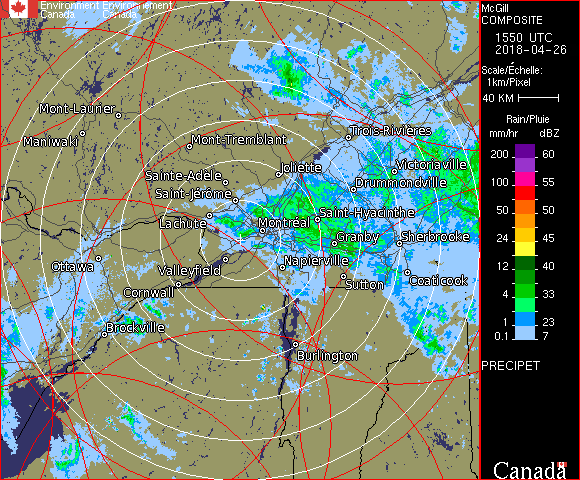 Environment Environnement
Canada Canada
Mont-Laurier
Maniwaki
Mont-Tremblant
Trois-Rivières
Joliette
Victoriaville
Sainte-Adèle
Drummondville
Saint-Jérôme
Lachute
Saint-Hyacinthe
Montréal
Granby
Sherbrooke
Ottawa
Valleyfield
Napierville
Coaticook
Sutton
Cornwall
Brockville
Burlington
McGill
COMPOSITE
1550 UTC
2018-04-26
Scale/Échelle:
1km/Pixel
40 KM
Rain/Pluie
mm/hr dBZ
200 60
100 55
50 50
24 45
12 40
4 33
1 23
0.1 7
PRECIPET
Canada